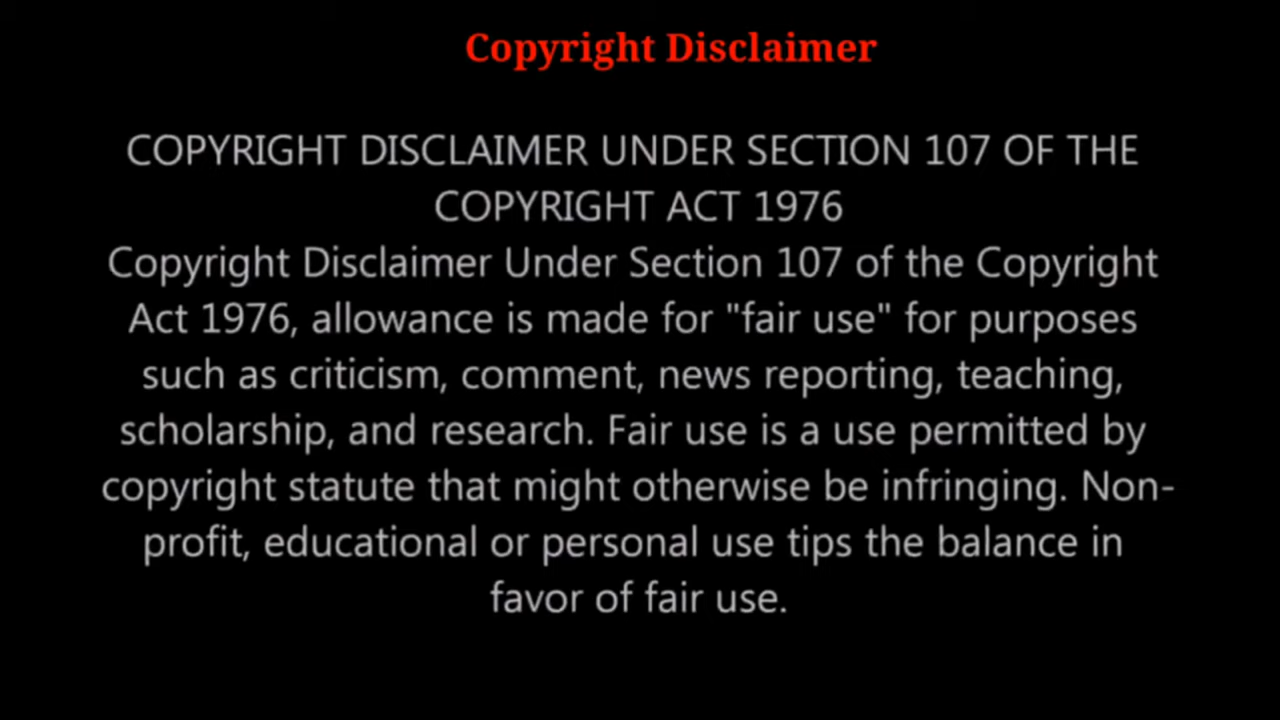 Copyright Disclaimer
COPYRIGHT DISCLAIMER UNDER SECTION 107 OF THE
COPYRIGHT ACT 1976
Copyright Disclaimer Under Section 107 of the Copyright
Act 1976, allowance is made for "fair use" for purposes
such as criticism, comment, news reporting, teaching,
scholarship, and research. Fair use is a use permitted by
copyright statute that might otherwise be infringing. Non-
profit, educational or personal use tips the balance in
favor of fair use.